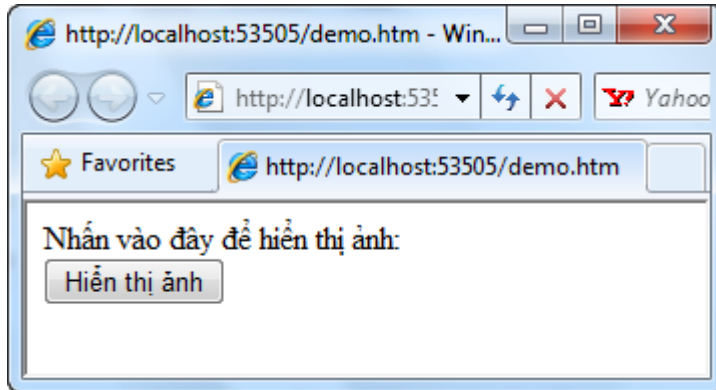 http://localhost:53505/demo.htm - Win...
http://localhost:53 Yahoo
Favorites http://localhost:53505/demo.htm
Nhấn vào đây để hiển thị ảnh:
Hiển thị ảnh